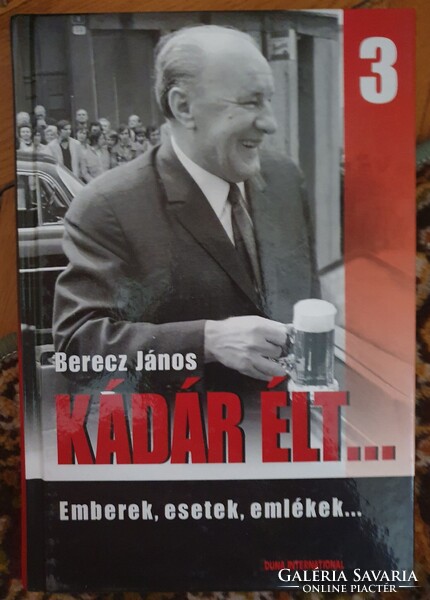 3
Berecz János
KÁDÁR ÉLT...
Emberek, esetek, emlékek...
DUNA INTERNATIONAL
GALÉRIA SAVARIA
ONLINE PIACTÉR